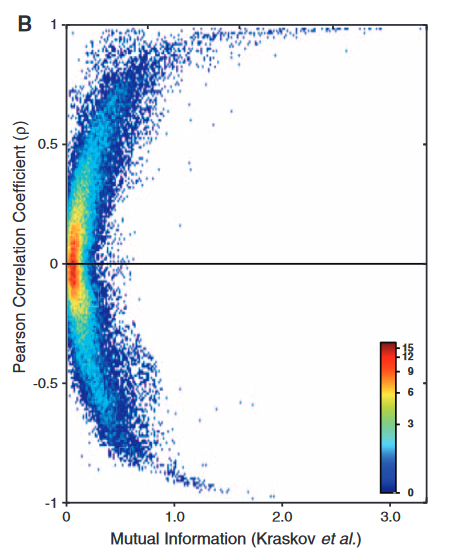 B
1
0.5
0
-0.5
-1
Pearson Correlation Coefficient (ρ)
15
12
9
6
3
0
0 1.0 2.0 3.0
Mutual Information (Kraskov et al.)